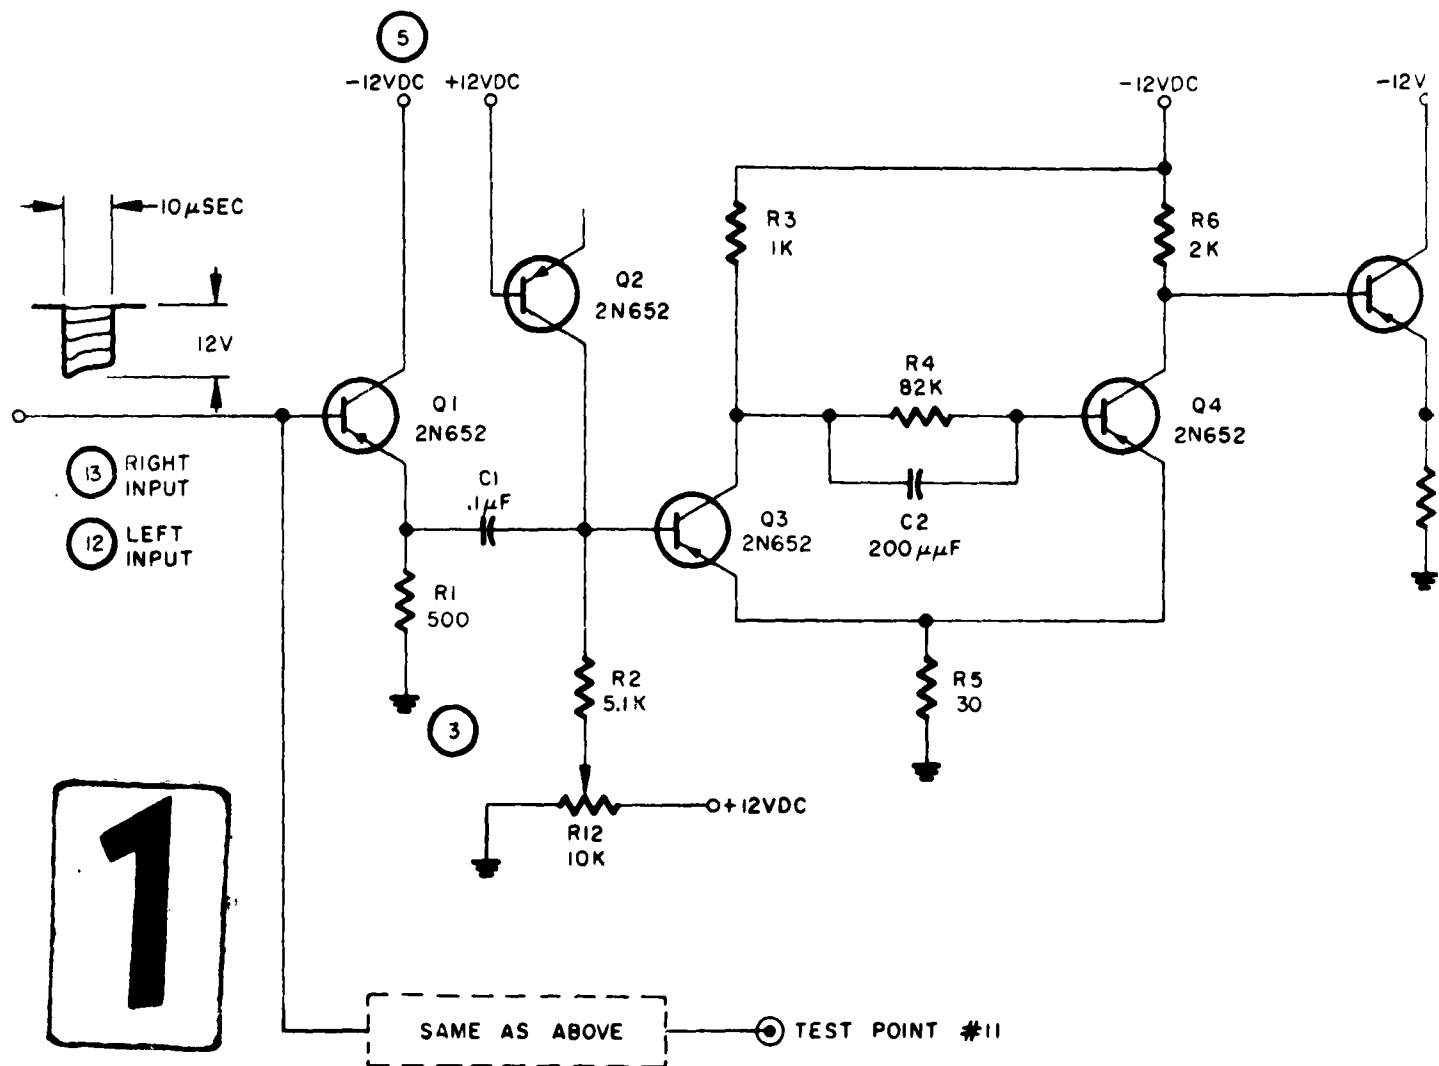 5
-12VDC +12VDC
-12VDC
-12V
10 μSEC
12V
Q2
2N652
R3
1K
R6
2K
R4
82K
Q1
2N652
Q4
2N652
13 RIGHT
INPUT
12 LEFT
INPUT
C1
.1μF
Q3
2N652
C2
200μμF
R1
500
R2
5.1K
R5
30
3
+12VDC
R12
10K
1
SAME AS ABOVE
TEST POINT #11